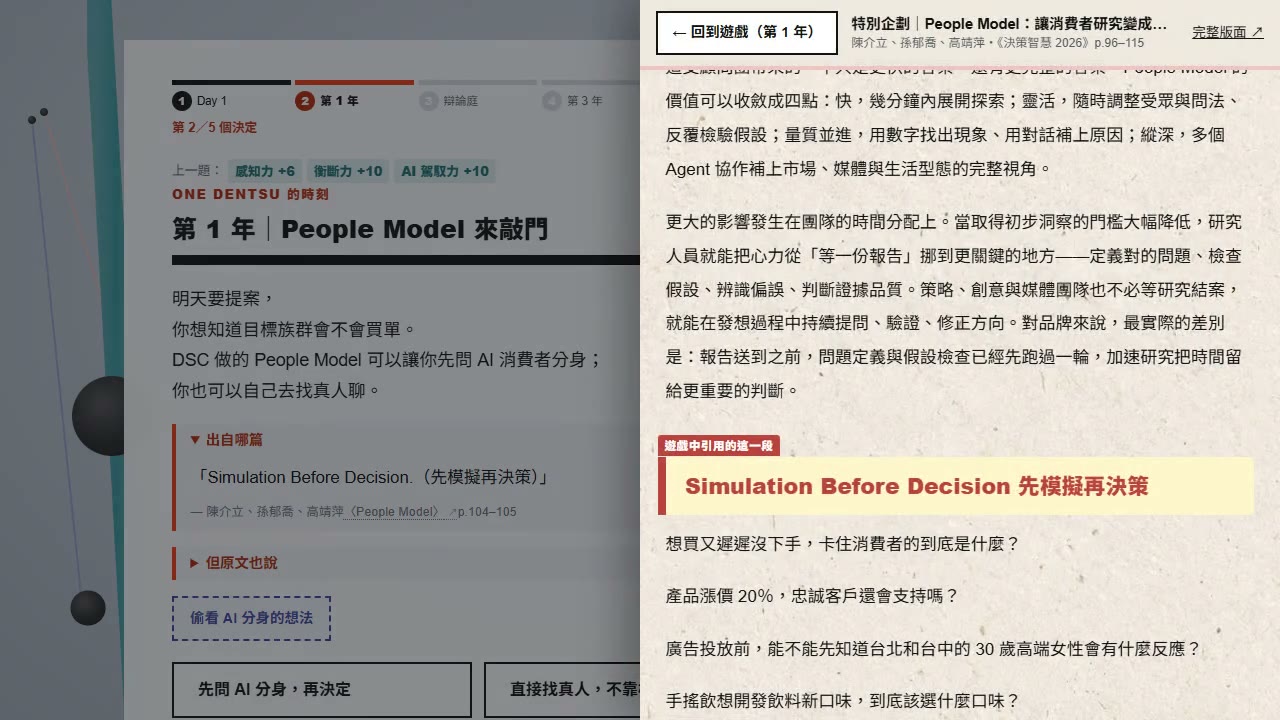 1 Day 1
2 第 1 年
3 辯論庭
4 第 3 年
第 2／5 個決定
上一題： 感知力 +6 衡斷力 +10 AI 駕馭力 +10
ONE DENTSU 的時刻
第 1 年｜People Model 來敲門
明天要提案，
你想知道目標族群會不會買單。
DSC 做的 People Model 可以讓你先問 AI 消費者分身；
你也可以自己去找真人聊。
▼ 出自哪篇
「Simulation Before Decision.（先模擬再決策）」
— 陳介立、孫郁喬、高靖萍〈People Model〉 ↗p.104–105
▶ 但原文也說
偷看 AI 分身的想法
先問 AI 分身，再決定
直接找真人，不靠
← 回到遊戲（第 1 年）
特別企劃｜People Model：讓消費者研究變成…
陳介立、孫郁喬、高靖萍・《決策智慧 2026》p.96–115
完整版面 ↗
價值可以收斂成四點：快，幾分鐘內展開探索；靈活，隨時調整受眾與問法、
反覆檢驗假設；量質並進，用數字找出現象、用對話補上原因；縱深，多個
Agent 協作補上市場、媒體與生活型態的完整視角。
更大的影響發生在團隊的時間分配上。當取得初步洞察的門檻大幅降低，研究
人員就能把心力從「等一份報告」挪到更關鍵的地方——定義對的問題、檢查
假設、辨識偏誤、判斷證據品質。策略、創意與媒體團隊也不必等研究結案，
就能在發想過程中持續提問、驗證、修正方向。對品牌來說，最實際的差別
是：報告送到之前，問題定義與假設檢查已經先跑過一輪，加速研究把時間留
給更重要的判斷。
遊戲中引用的這一段
Simulation Before Decision 先模擬再決策
想買又遲遲沒下手，卡住消費者的到底是什麼？
產品漲價 20%，忠誠客戶還會支持嗎？
廣告投放前，能不能先知道台北和台中的 30 歲高端女性會有什麼反應？
手搖飲想開發飲料新口味，到底該選什麼口味？